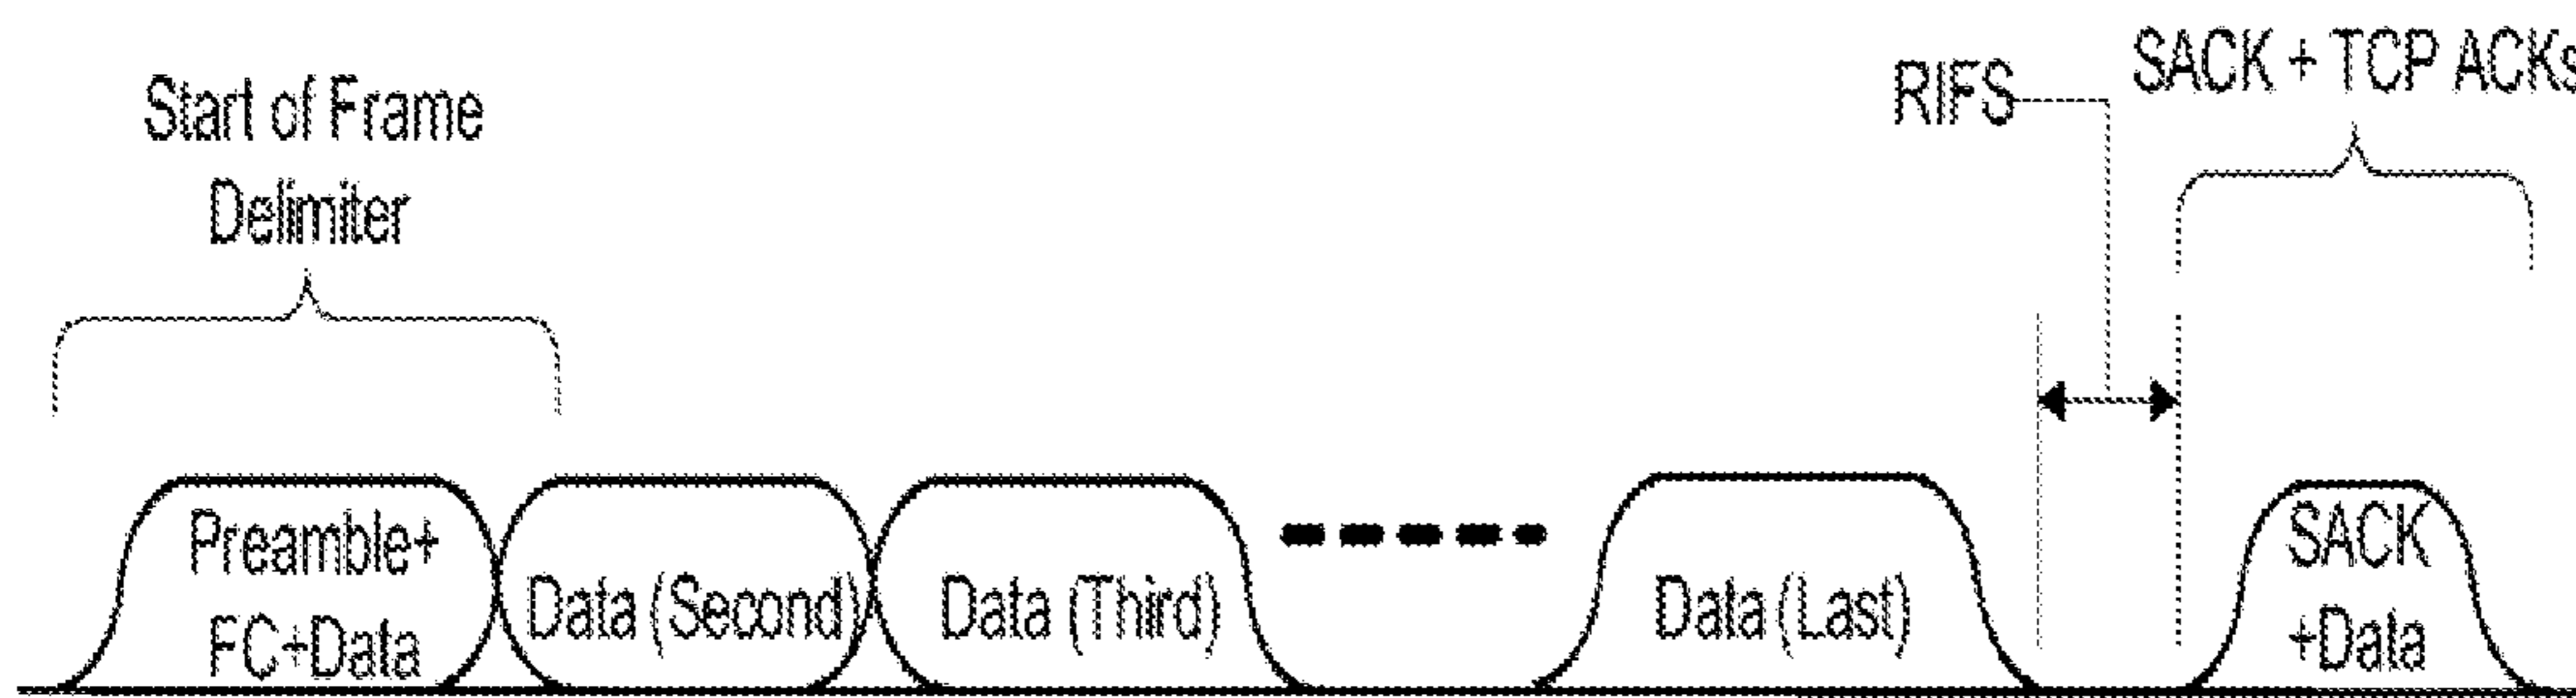 Start of Frame
Delimiter
RIFS
SACK + TCP ACKs
Preamble+
FC+Data
Data (Second)
Data (Third)
Data (Last)
SACK
+Data